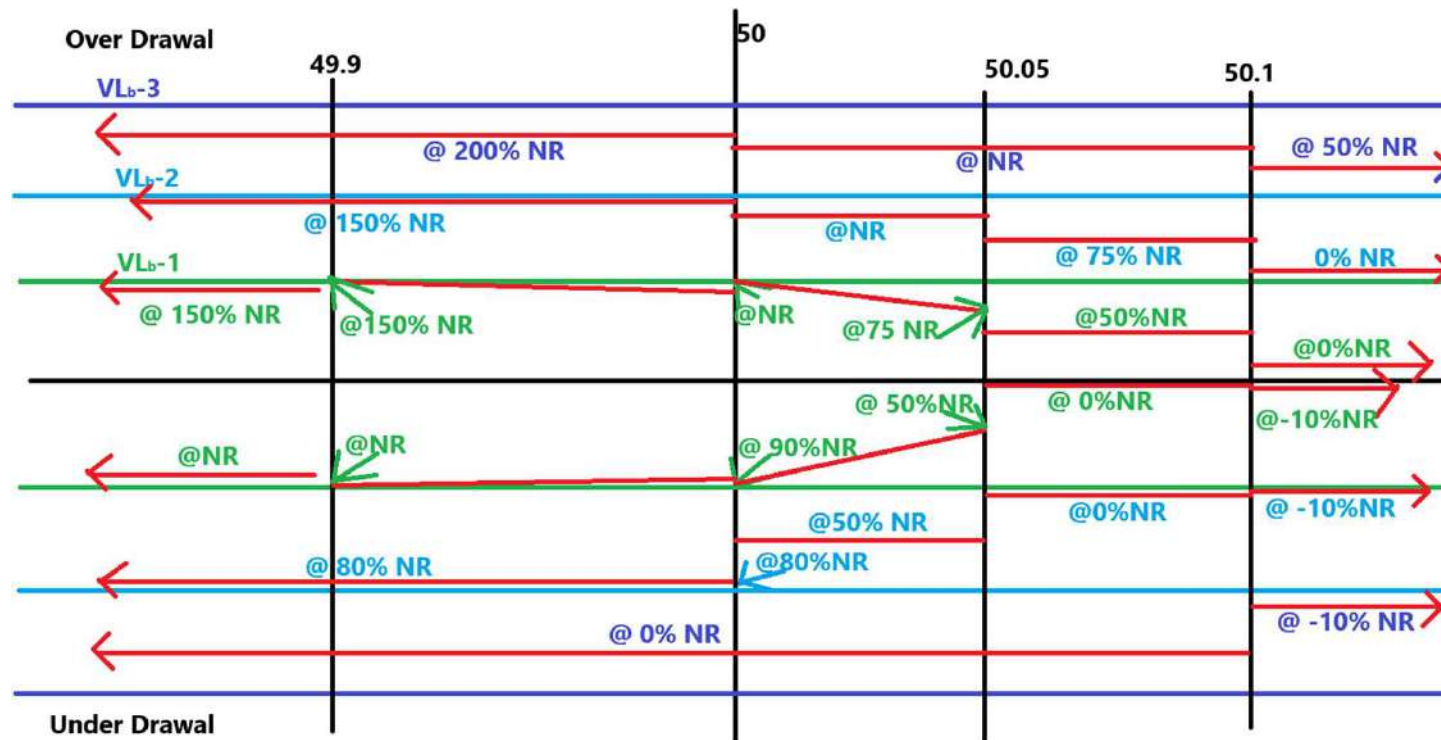 Over Drawal
49.9
50
50.05
50.1
VLb-3
@ 200% NR
@ NR
@ 50% NR
VLb-2
@ 150% NR
@NR
@ 75% NR
0% NR
VLb-1
@ 150% NR
@150% NR
@NR
@75 NR
@50%NR
@0%NR
@ 50%NR
@ 0%NR
@-10%NR
@NR
@NR
@ 90%NR
@50% NR
@0%NR
@ -10%NR
@ 80% NR
@80%NR
@ 0% NR
@ -10% NR
Under Drawal